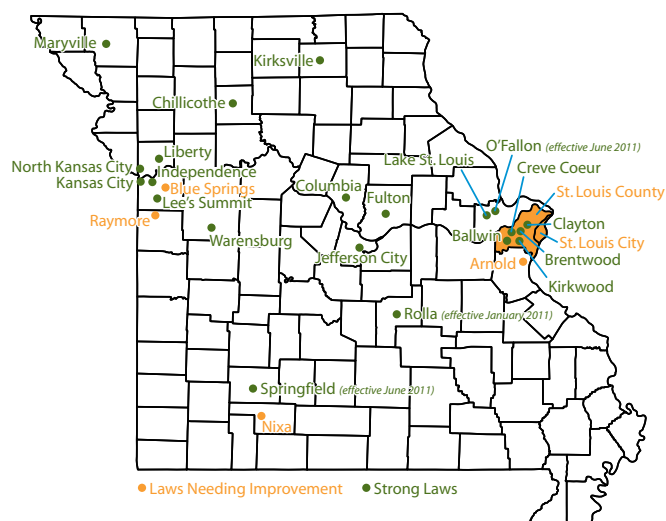 Maryville
Kirksville
Chillicothe
O'Fallon (effective June 2011)
Lake St. Louis
Creve Coeur
Liberty
North Kansas City
Independence
Kansas City
Blue Springs
Columbia
Fulton
St. Louis County
Lee's Summit
Raymore
Clayton
Warensburg
Ballwin
St. Louis City
Jefferson City
Brentwood
Arnold
Kirkwood
Rolla (effective January 2011)
Springfield (effective June 2011)
Nixa
Laws Needing Improvement
Strong Laws